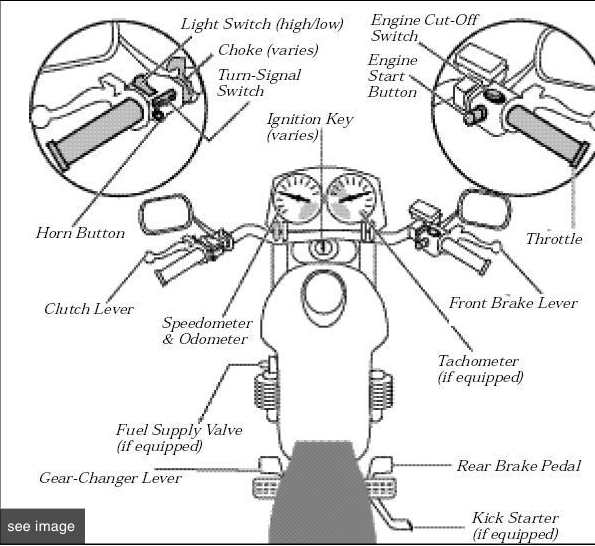 Light Switch (high/low)
Choke (varies)
Turn-Signal
Switch
Engine Cut-Off
Switch
Engine
Start
Button
Ignition Key
(varies)
Horn Button
Throttle
Clutch Lever
Front Brake Lever
Speedometer
& Odometer
Tachometer
(if equipped)
Fuel Supply Valve
(if equipped)
Gear-Changer Lever
Rear Brake Pedal
Kick Starter
(if equipped)
see image